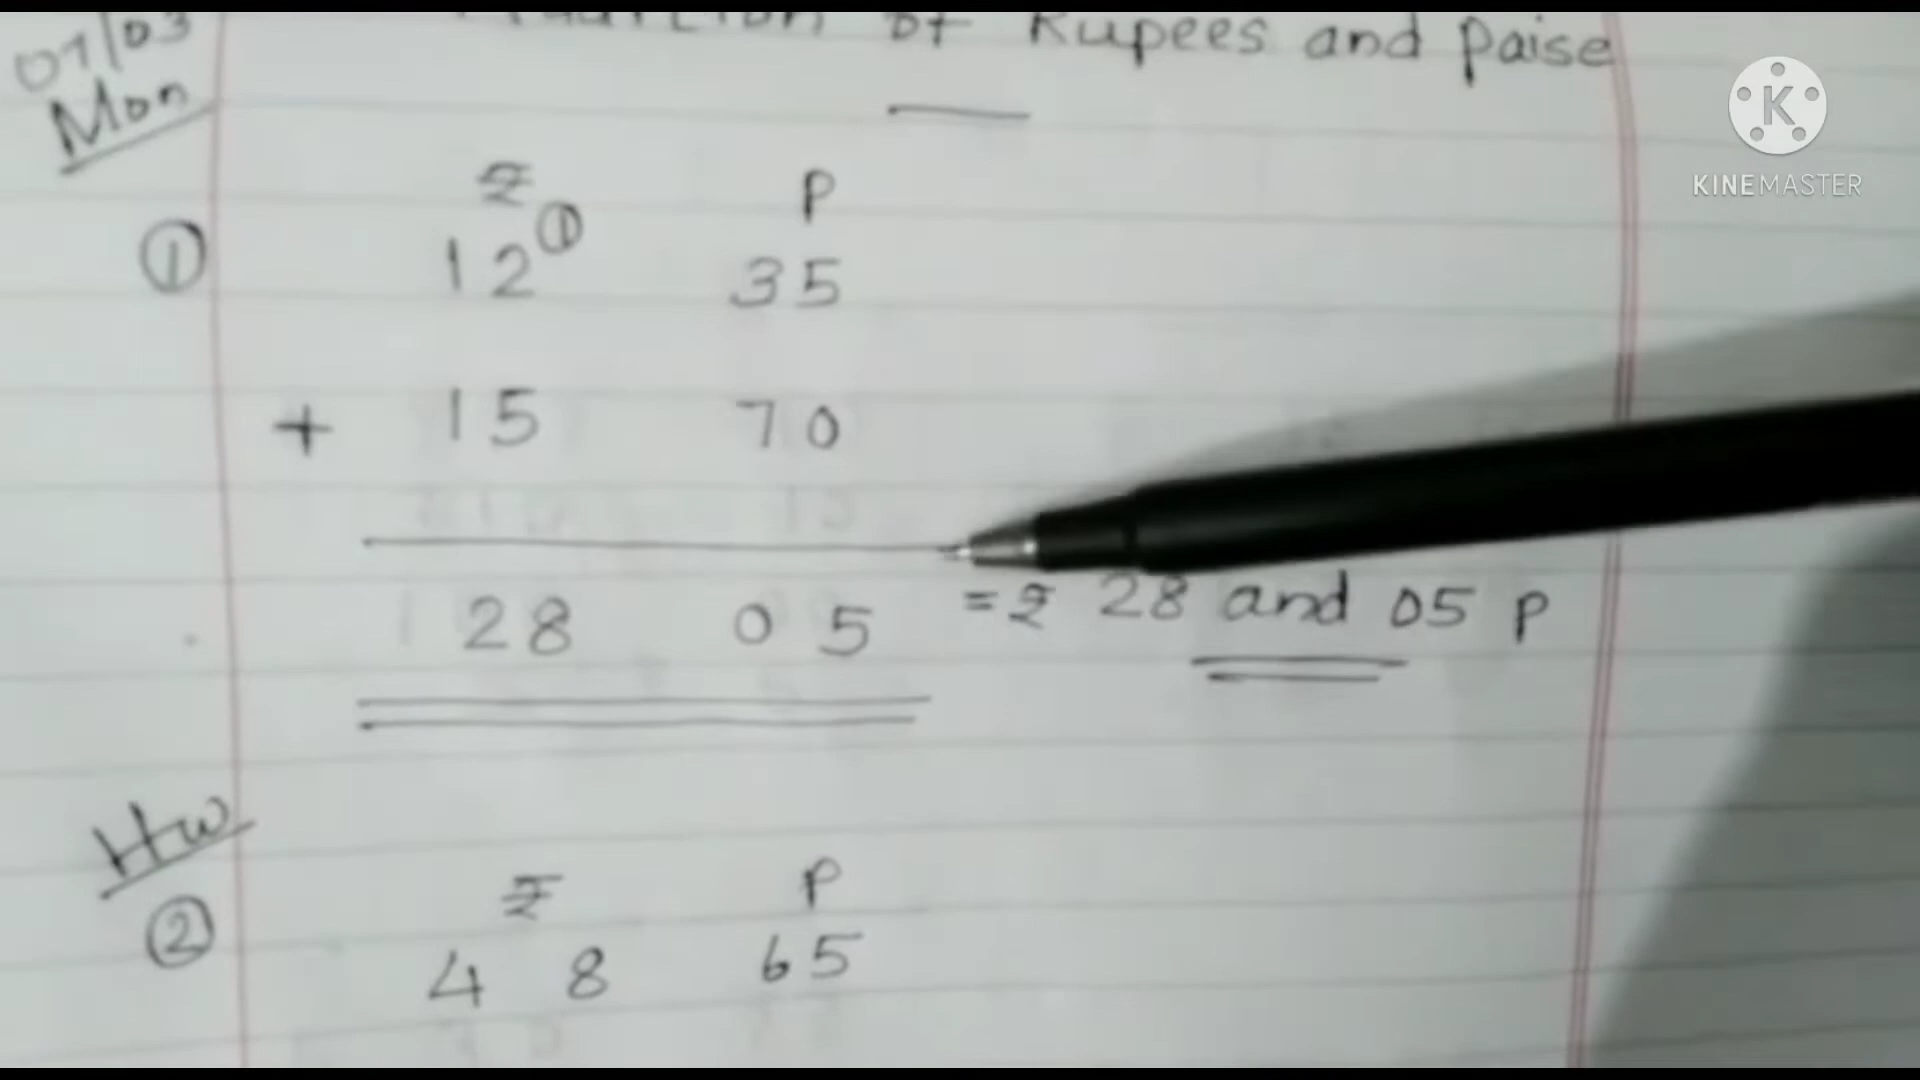 07/03
Mon
Addition of Rupees and Paise
KINEMASTER
₹ P
①
① 12 35
+ 15 70
28 05 = ₹ 28 and 05 P
HW
② ₹ P
4 8 65